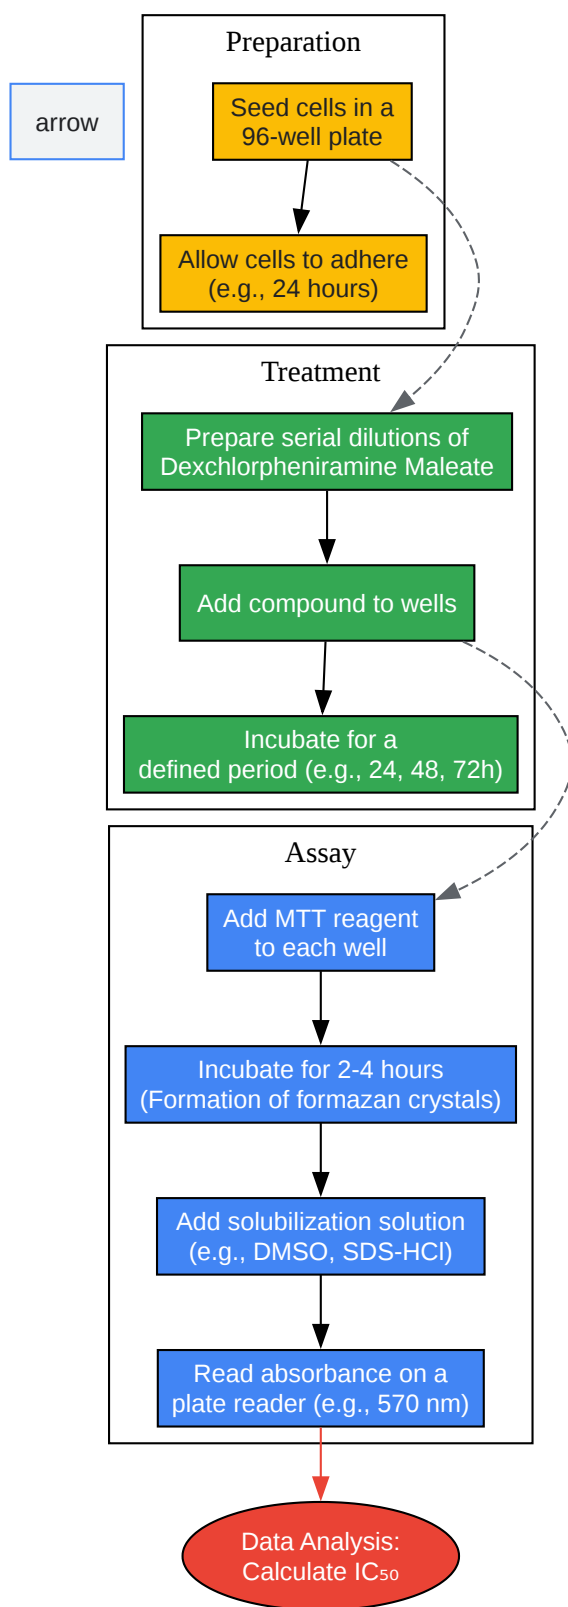 Preparation
arrow
Seed cells in a
96-well plate
Allow cells to adhere
(e.g., 24 hours)
Treatment
Prepare serial dilutions of
Dexchlorpheniramine Maleate
Add compound to wells
Incubate for a
defined period (e.g., 24, 48, 72h)
Assay
Add MTT reagent
to each well
Incubate for 2-4 hours
(Formation of formazan crystals)
Add solubilization solution
(e.g., DMSO, SDS-HCl)
Read absorbance on a
plate reader (e.g., 570 nm)
Data Analysis:
Calculate IC₅₀